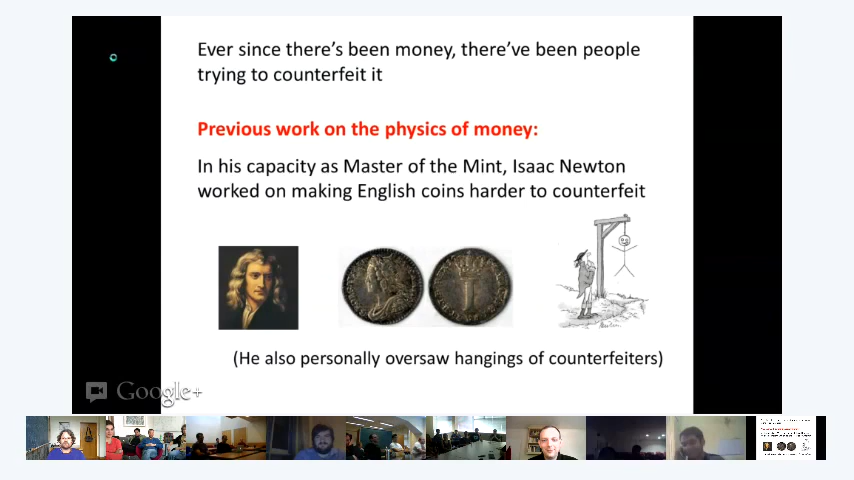 Ever since there's been money, there've been people
trying to counterfeit it
Previous work on the physics of money:
In his capacity as Master of the Mint, Isaac Newton
worked on making English coins harder to counterfeit
(He also personally oversaw hangings of counterfeiters)
Google+